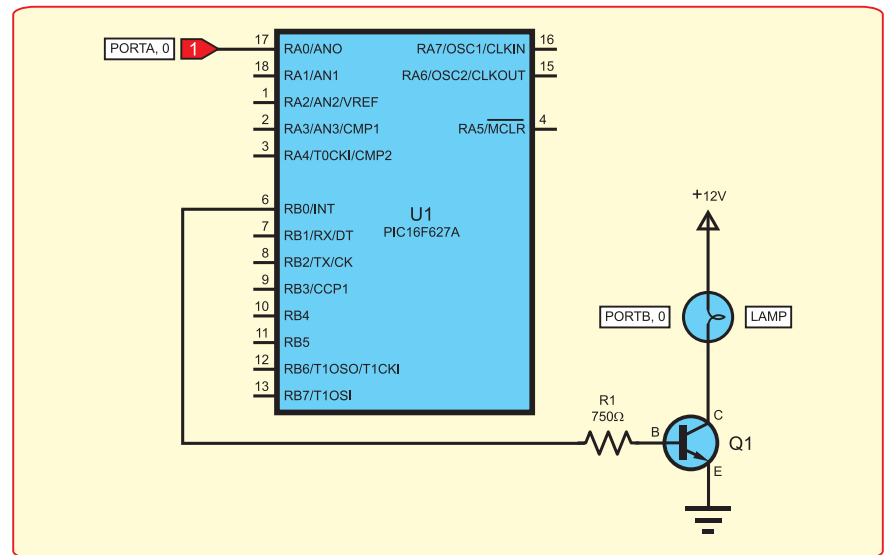 PORTA, 0
1
17
RA0/ANO
18
RA1/AN1
1
RA2/AN2/VREF
2
RA3/AN3/CMP1
3
RA4/T0CKI/CMP2
6
RB0/INT
7
RB1/RX/DT
8
RB2/TX/CK
9
RB3/CCP1
10
RB4
11
RB5
12
RB6/T1OSO/T1CKI
13
RB7/T1OSI
RA7/OSC1/CLKIN
16
RA6/OSC2/CLKOUT
15
RA5/MCLR
4
U1
PIC16F627A
+12V
PORTB, 0
LAMP
R1
750Ω
B
C
Q1
E